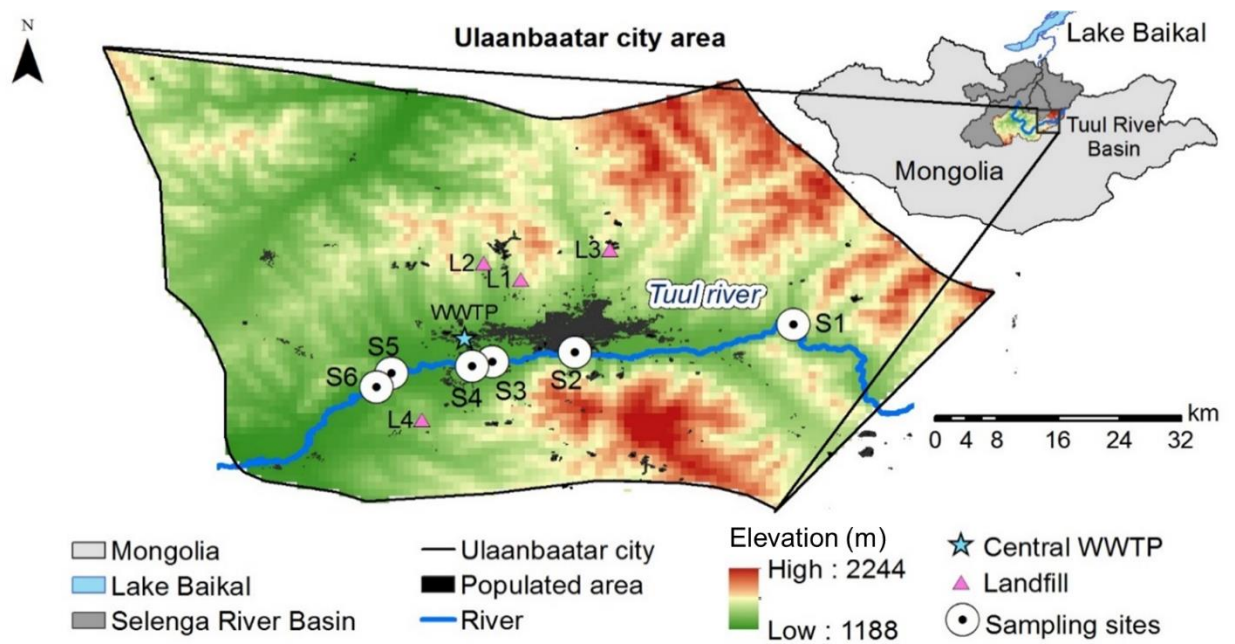 N
Ulaanbaatar city area
Lake Baikal
Tuul River
Basin
Mongolia
L3
L2
L1
Tuul river
WWTP
S1
S5
S6
S4
S3
S2
L4
km
0 4 8 16 24 32
Mongolia
Lake Baikal
Selenga River Basin
Ulaanbaatar city
Populated area
River
Elevation (m)
High : 2244
Low : 1188
Central WWTP
Landfill
Sampling sites